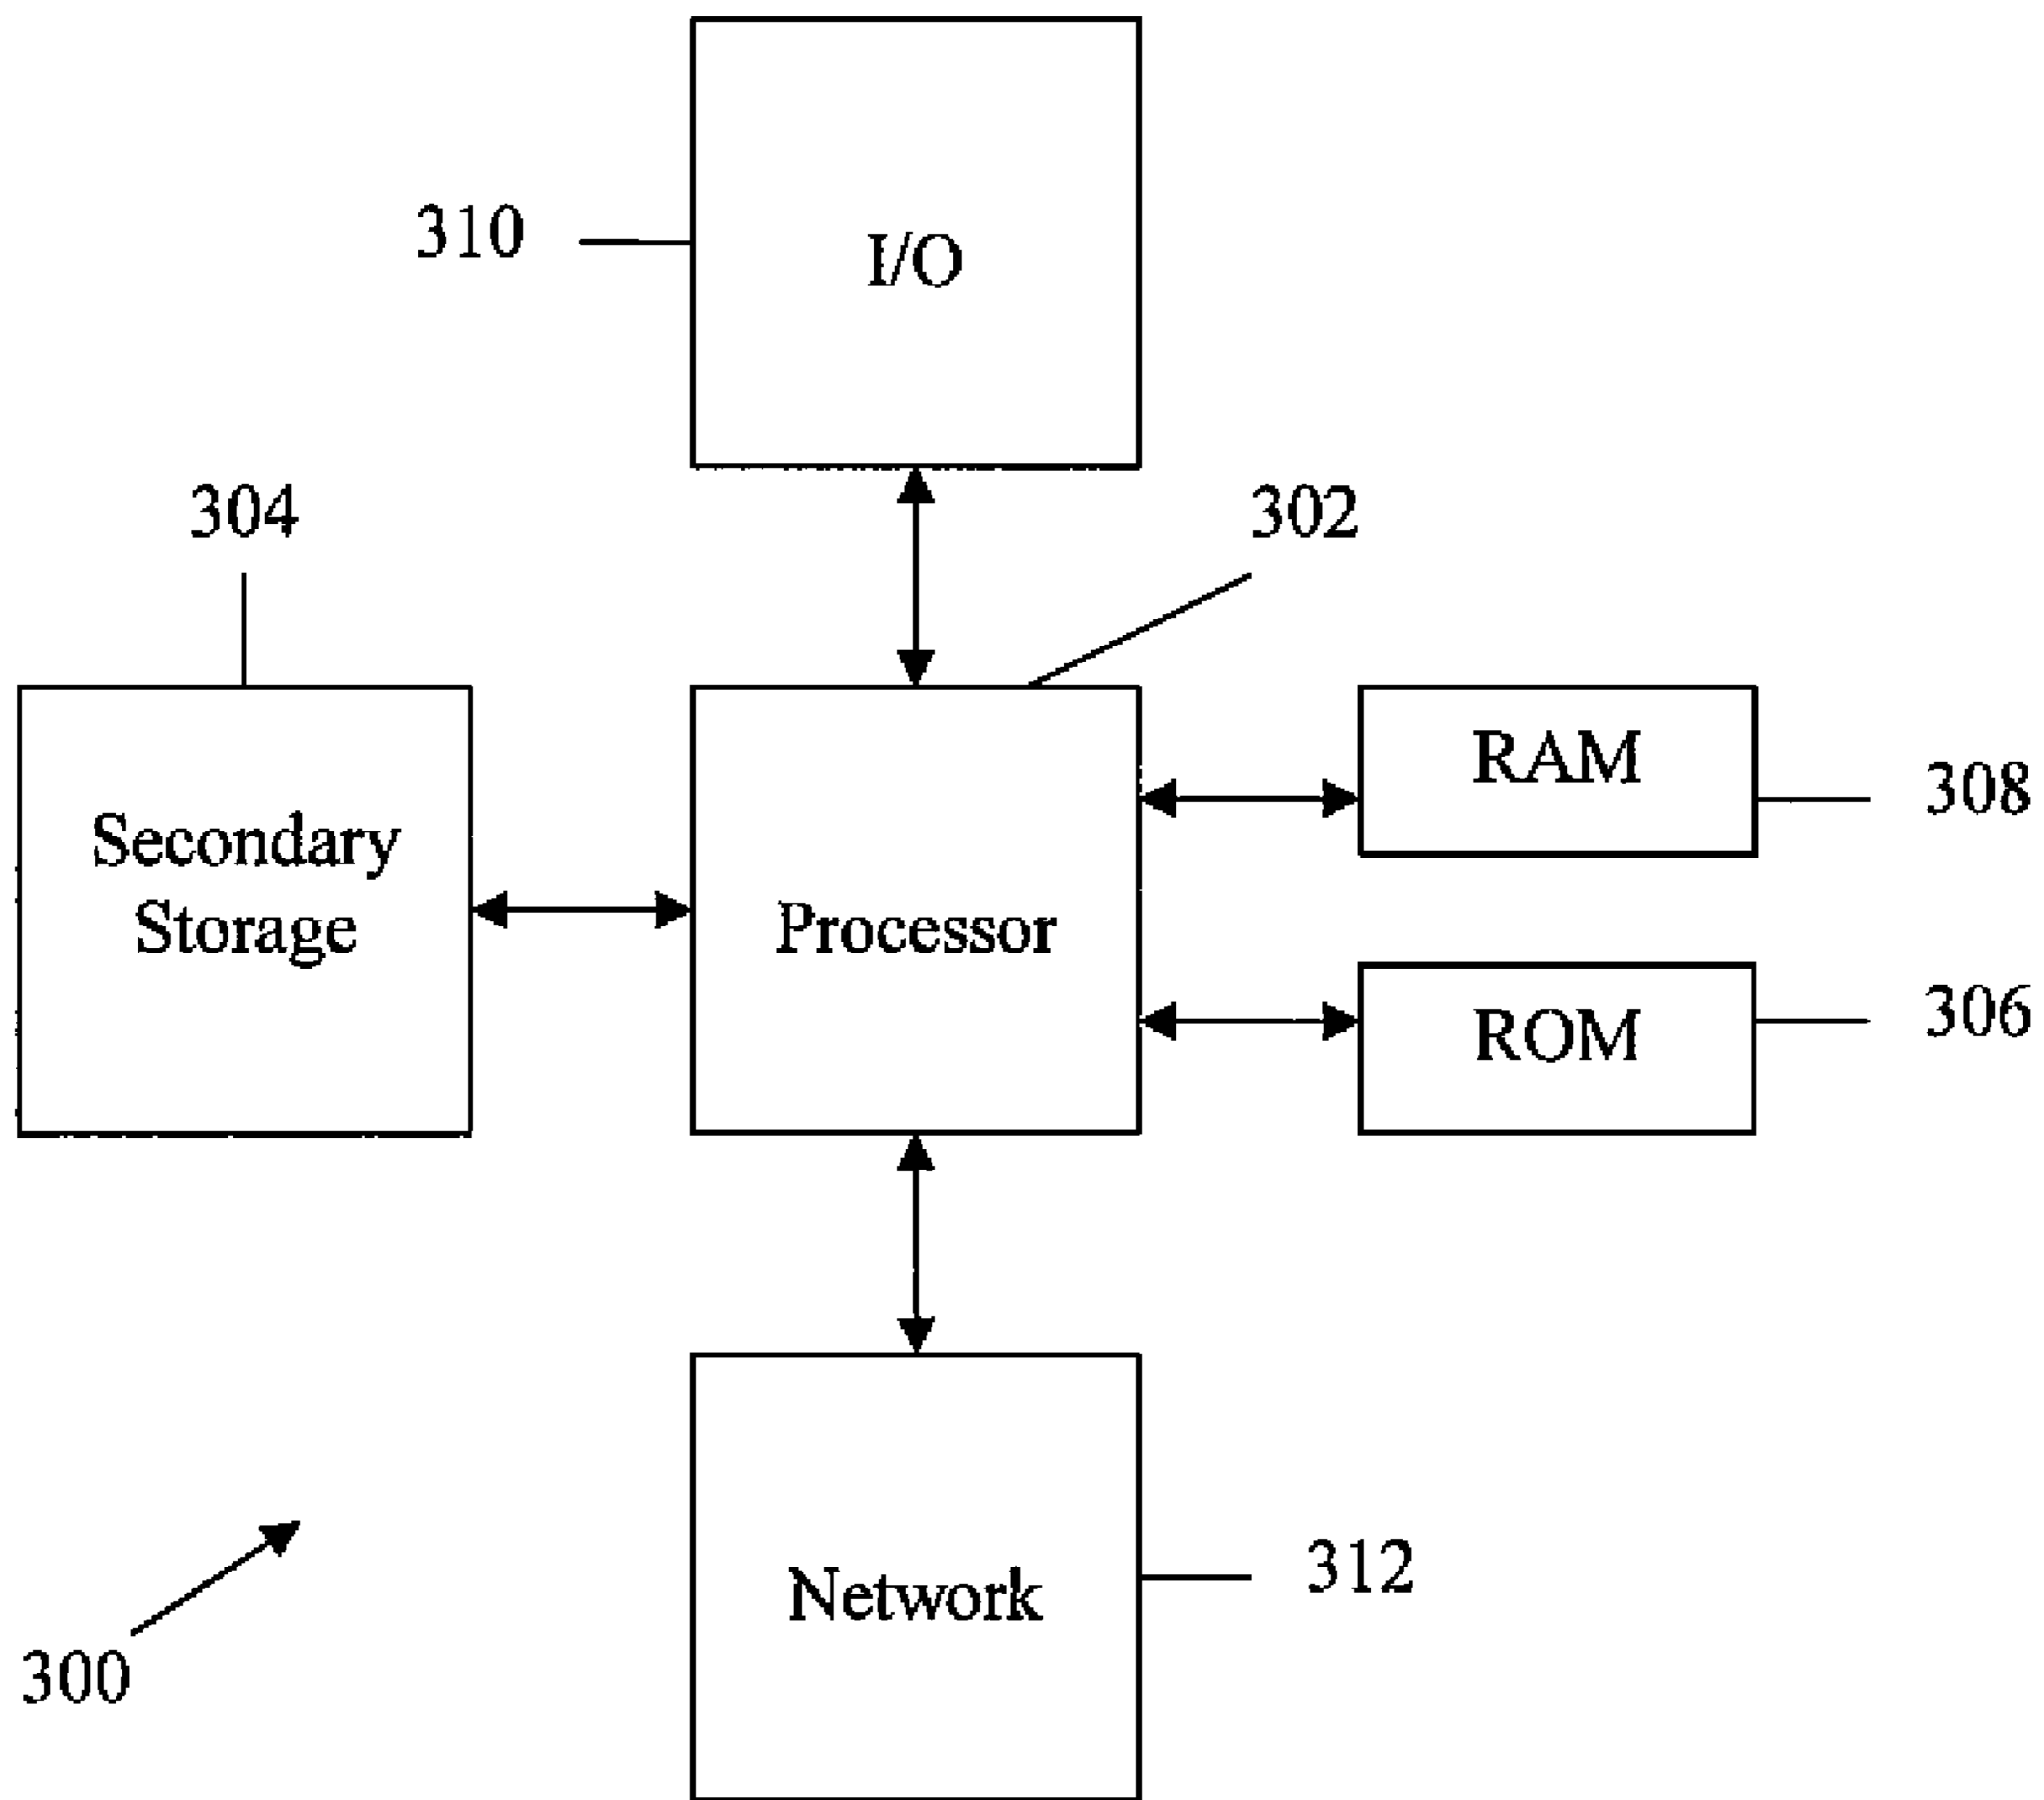 310
I/O
304
302
RAM
308
Secondary
Storage
Processor
306
ROM
312
Network
300